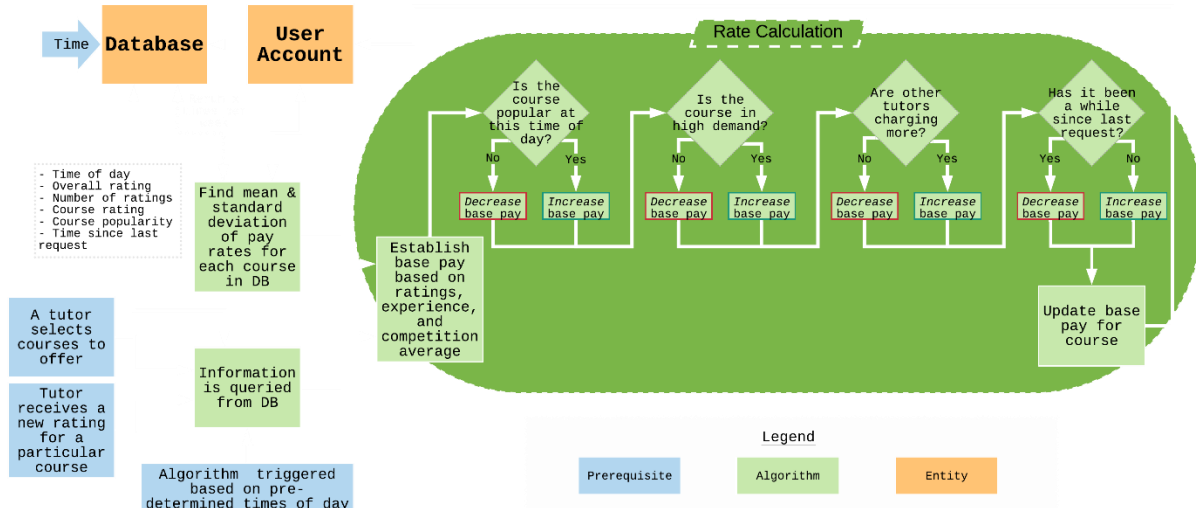 Time
Database
User
Account
- Time of day
- Overall rating
- Number of ratings
- Course rating
- Course popularity
- Time since last
request
Find mean &
standard
deviation of
pay rates for
each course
in DB
A tutor
selects
courses to
offer
Tutor
receives a
new rating
for a
particular
course
Information
is queried
from DB
Algorithm triggered
based on pre-
determined times of day
Rate Calculation
Establish
base pay
based on
ratings,
experience,
and
competition
average
Is the
course
popular at
this time of
day?
No
Yes
Decrease
base pay
Increase
base pay
Is the
course in
high demand?
No
Yes
Decrease
base pay
Increase
base pay
Are other
tutors
charging
more?
No
Yes
Decrease
base pay
Increase
base pay
Has it been
a while
since last
request?
Yes
No
Decrease
base pay
Increase
base pay
Update base
pay for
course
Legend
Prerequisite
Algorithm
Entity